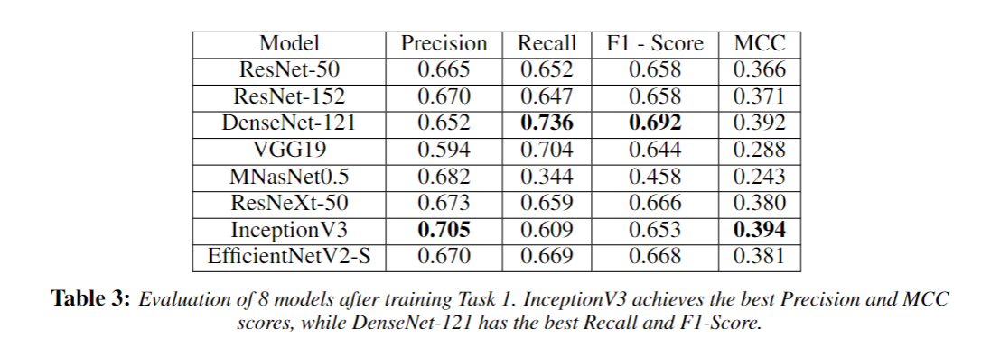 Model Precision Recall F1 - Score MCC
ResNet-50 0.665 0.652 0.658 0.366
ResNet-152 0.670 0.647 0.658 0.371
DenseNet-121 0.652 0.736 0.692 0.392
VGG19 0.594 0.704 0.644 0.288
MNasNet0.5 0.682 0.344 0.458 0.243
ResNeXt-50 0.673 0.659 0.666 0.380
InceptionV3 0.705 0.609 0.653 0.394
EfficientNetV2-S 0.670 0.669 0.668 0.381
Table 3: Evaluation of 8 models after training Task 1. InceptionV3 achieves the best Precision and MCC
scores, while DenseNet-121 has the best Recall and F1-Score.